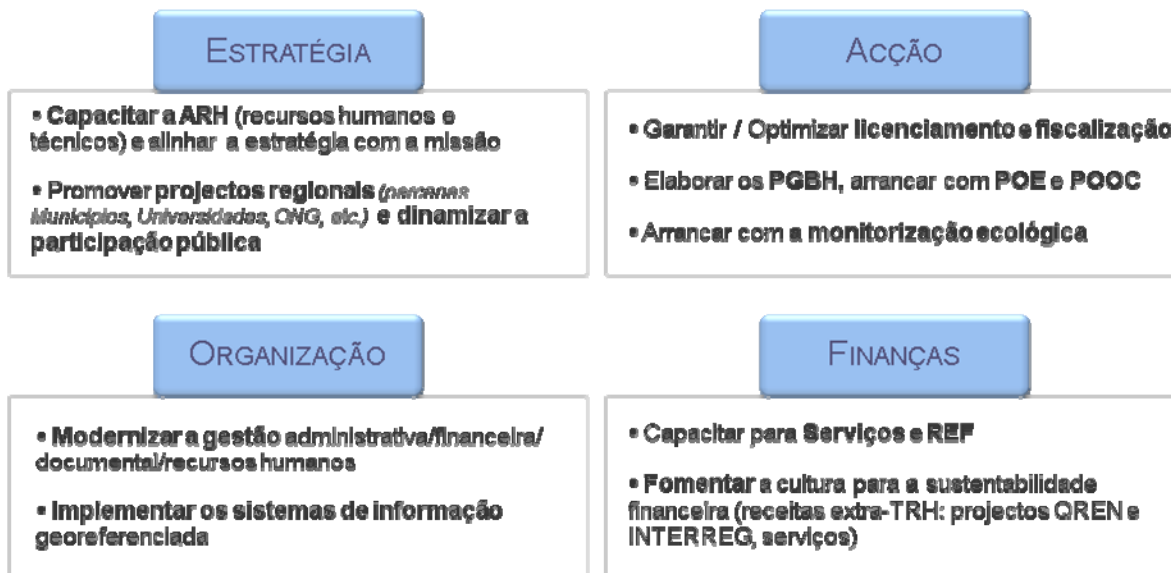 ESTRATÉGIA
• Capacitar a ARH (recursos humanos e
técnicos) e alinhar a estratégia com a missão
• Promover projectos regionais (parcerias
Municípios, Universidades, ONG, etc.) e dinamizar a
participação pública
ACÇÃO
• Garantir / Optimizar licenciamento e fiscalização
• Elaborar os PGBH, arrancar com POE e POOC
• Arrancar com a monitorização ecológica
ORGANIZAÇÃO
• Modernizar a gestão administrativa/financeira/
documental/recursos humanos
• Implementar os sistemas de informação
georeferenciada
FINANÇAS
• Capacitar para Serviços e REF
• Fomentar a cultura para a sustentabilidade
financeira (receitas extra-TRH: projectos QREN e
INTERREG, serviços)